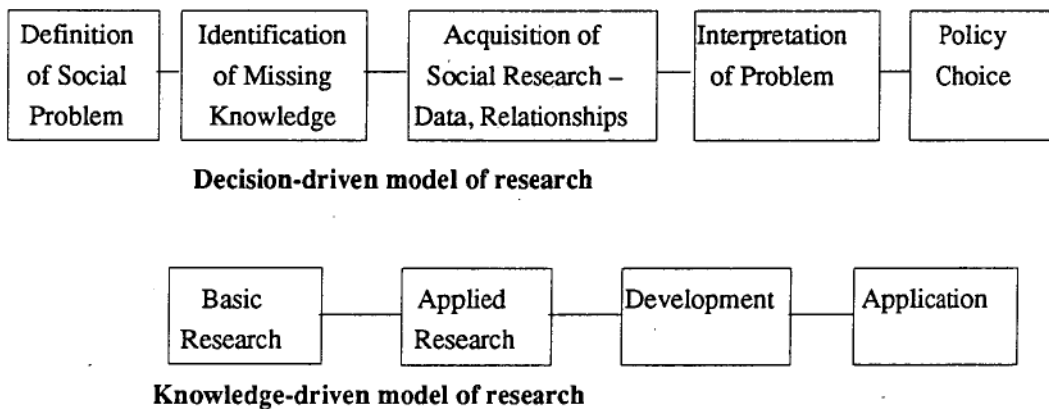 Definition
of Social
Problem
Identification
of Missing
Knowledge
Acquisition of
Social Research –
Data, Relationships
Interpretation
of Problem
Policy
Choice
Decision-driven model of research
Basic
Research
Applied
Research
Development
Application
Knowledge-driven model of research